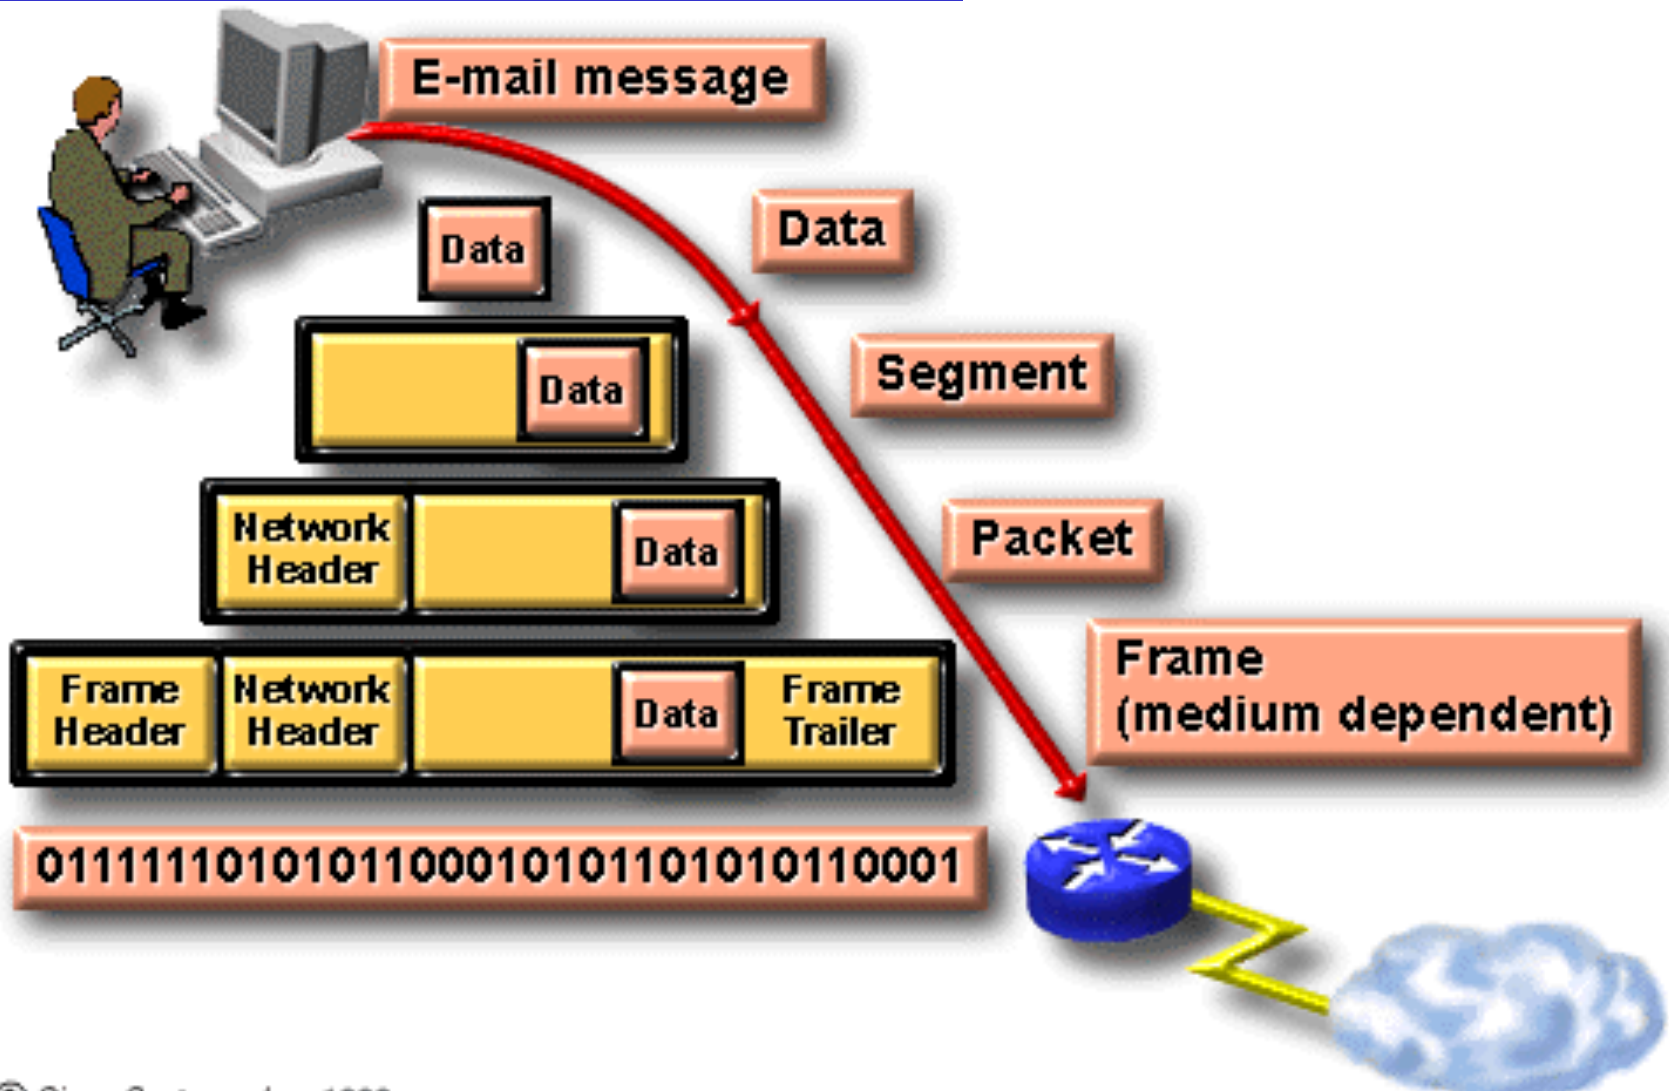 E-mail message
Data
Data
Data
Segment
Network
Header
Data
Packet
Frame
Header
Network
Header
Data
Frame
Trailer
Frame
(medium dependent)
0111111010101100010101101010110001